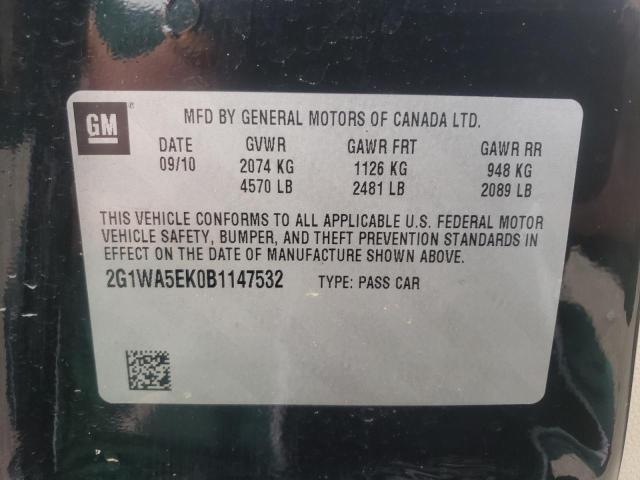 GM
MFD BY GENERAL MOTORS OF CANADA LTD.
DATE GVWR GAWR FRT GAWR RR
09/10 2074 KG 1126 KG 948 KG
4570 LB 2481 LB 2089 LB
THIS VEHICLE CONFORMS TO ALL APPLICABLE U.S. FEDERAL MOTOR
VEHICLE SAFETY, BUMPER, AND THEFT PREVENTION STANDARDS IN
EFFECT ON THE DATE OF MANUFACTURE SHOWN ABOVE.
2G1WA5EK0B1147532 TYPE: PASS CAR